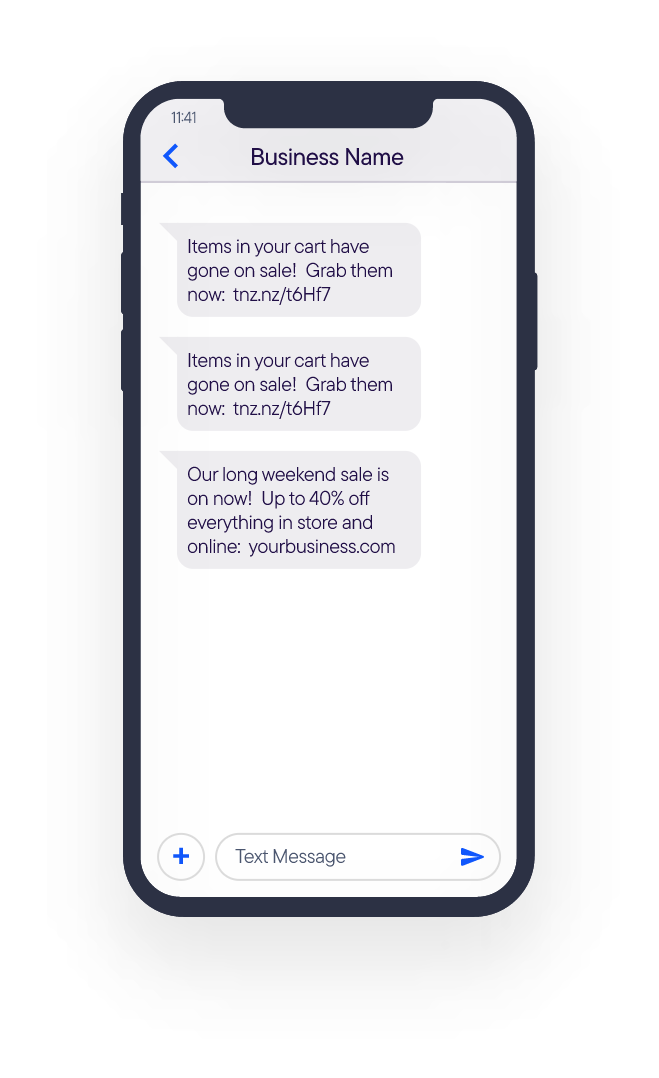 11:41
Business Name
Items in your cart have
gone on sale!  Grab them
now:  tnz.nz/t6Hf7
Items in your cart have
gone on sale!  Grab them
now:  tnz.nz/t6Hf7
Our long weekend sale is
on now!  Up to 40% off
everything in store and
online:  yourbusiness.com
Text Message